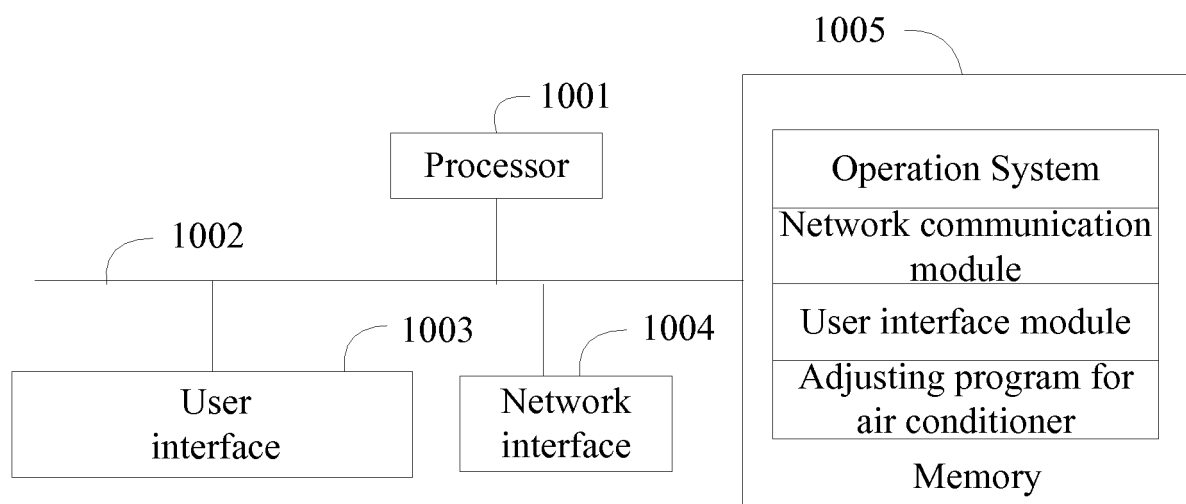 1005
1001
Processor
Operation System
1002
Network communication
module
1003
1004
User interface module
User
interface
Network
interface
Adjusting program for
air conditioner
Memory